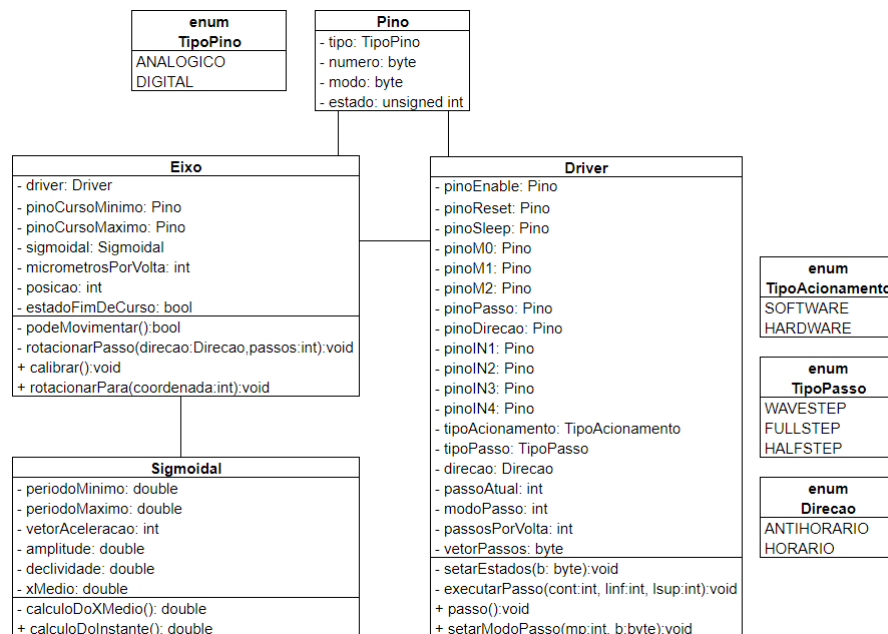 enum
TipoPino
ANALOGICO
DIGITAL
Pino
- tipo: TipoPino
- numero: byte
- modo: byte
- estado: unsigned int
Eixo
- driver: Driver
- pinoCursoMinimo: Pino
- pinoCursoMaximo: Pino
- sigmoidal: Sigmoidal
- micrometrosPorVolta: int
- posicao: int
- estadoFimDeCurso: bool
- podeMovimentar():bool
- rotacionarPasso(direcao:Direcao,passos:int):void
+ calibrar():void
+ rotacionarPara(coordenada:int):void
Driver
- pinoEnable: Pino
- pinoReset: Pino
- pinoSleep: Pino
- pinoM0: Pino
- pinoM1: Pino
- pinoM2: Pino
- pinoPasso: Pino
- pinoDirecao: Pino
- pinoIN1: Pino
- pinoIN2: Pino
- pinoIN3: Pino
- pinoIN4: Pino
- tipoAcionamento: TipoAcionamento
- tipoPasso: TipoPasso
- direcao: Direcao
- passoAtual: int
- modoPasso: int
- passosPorVolta: int
- vetorPassos: byte
- setarEstados(b: byte):void
- executarPasso(cont:int, linf:int, lsup:int):void
+ passo():void
+ setarModoPasso(mp:int, b:byte):void
enum
TipoAcionamento
SOFTWARE
HARDWARE
enum
TipoPasso
WAVESTEP
FULLSTEP
HALFSTEP
enum
Direcao
ANTIHORARIO
HORARIO
Sigmoidal
- periodoMinimo: double
- periodoMaximo: double
- vetorAceleracao: int
- amplitude: double
- declividade: double
- xMedio: double
- calculoDoXMedio(): double
+ calculoDoInstante(): double